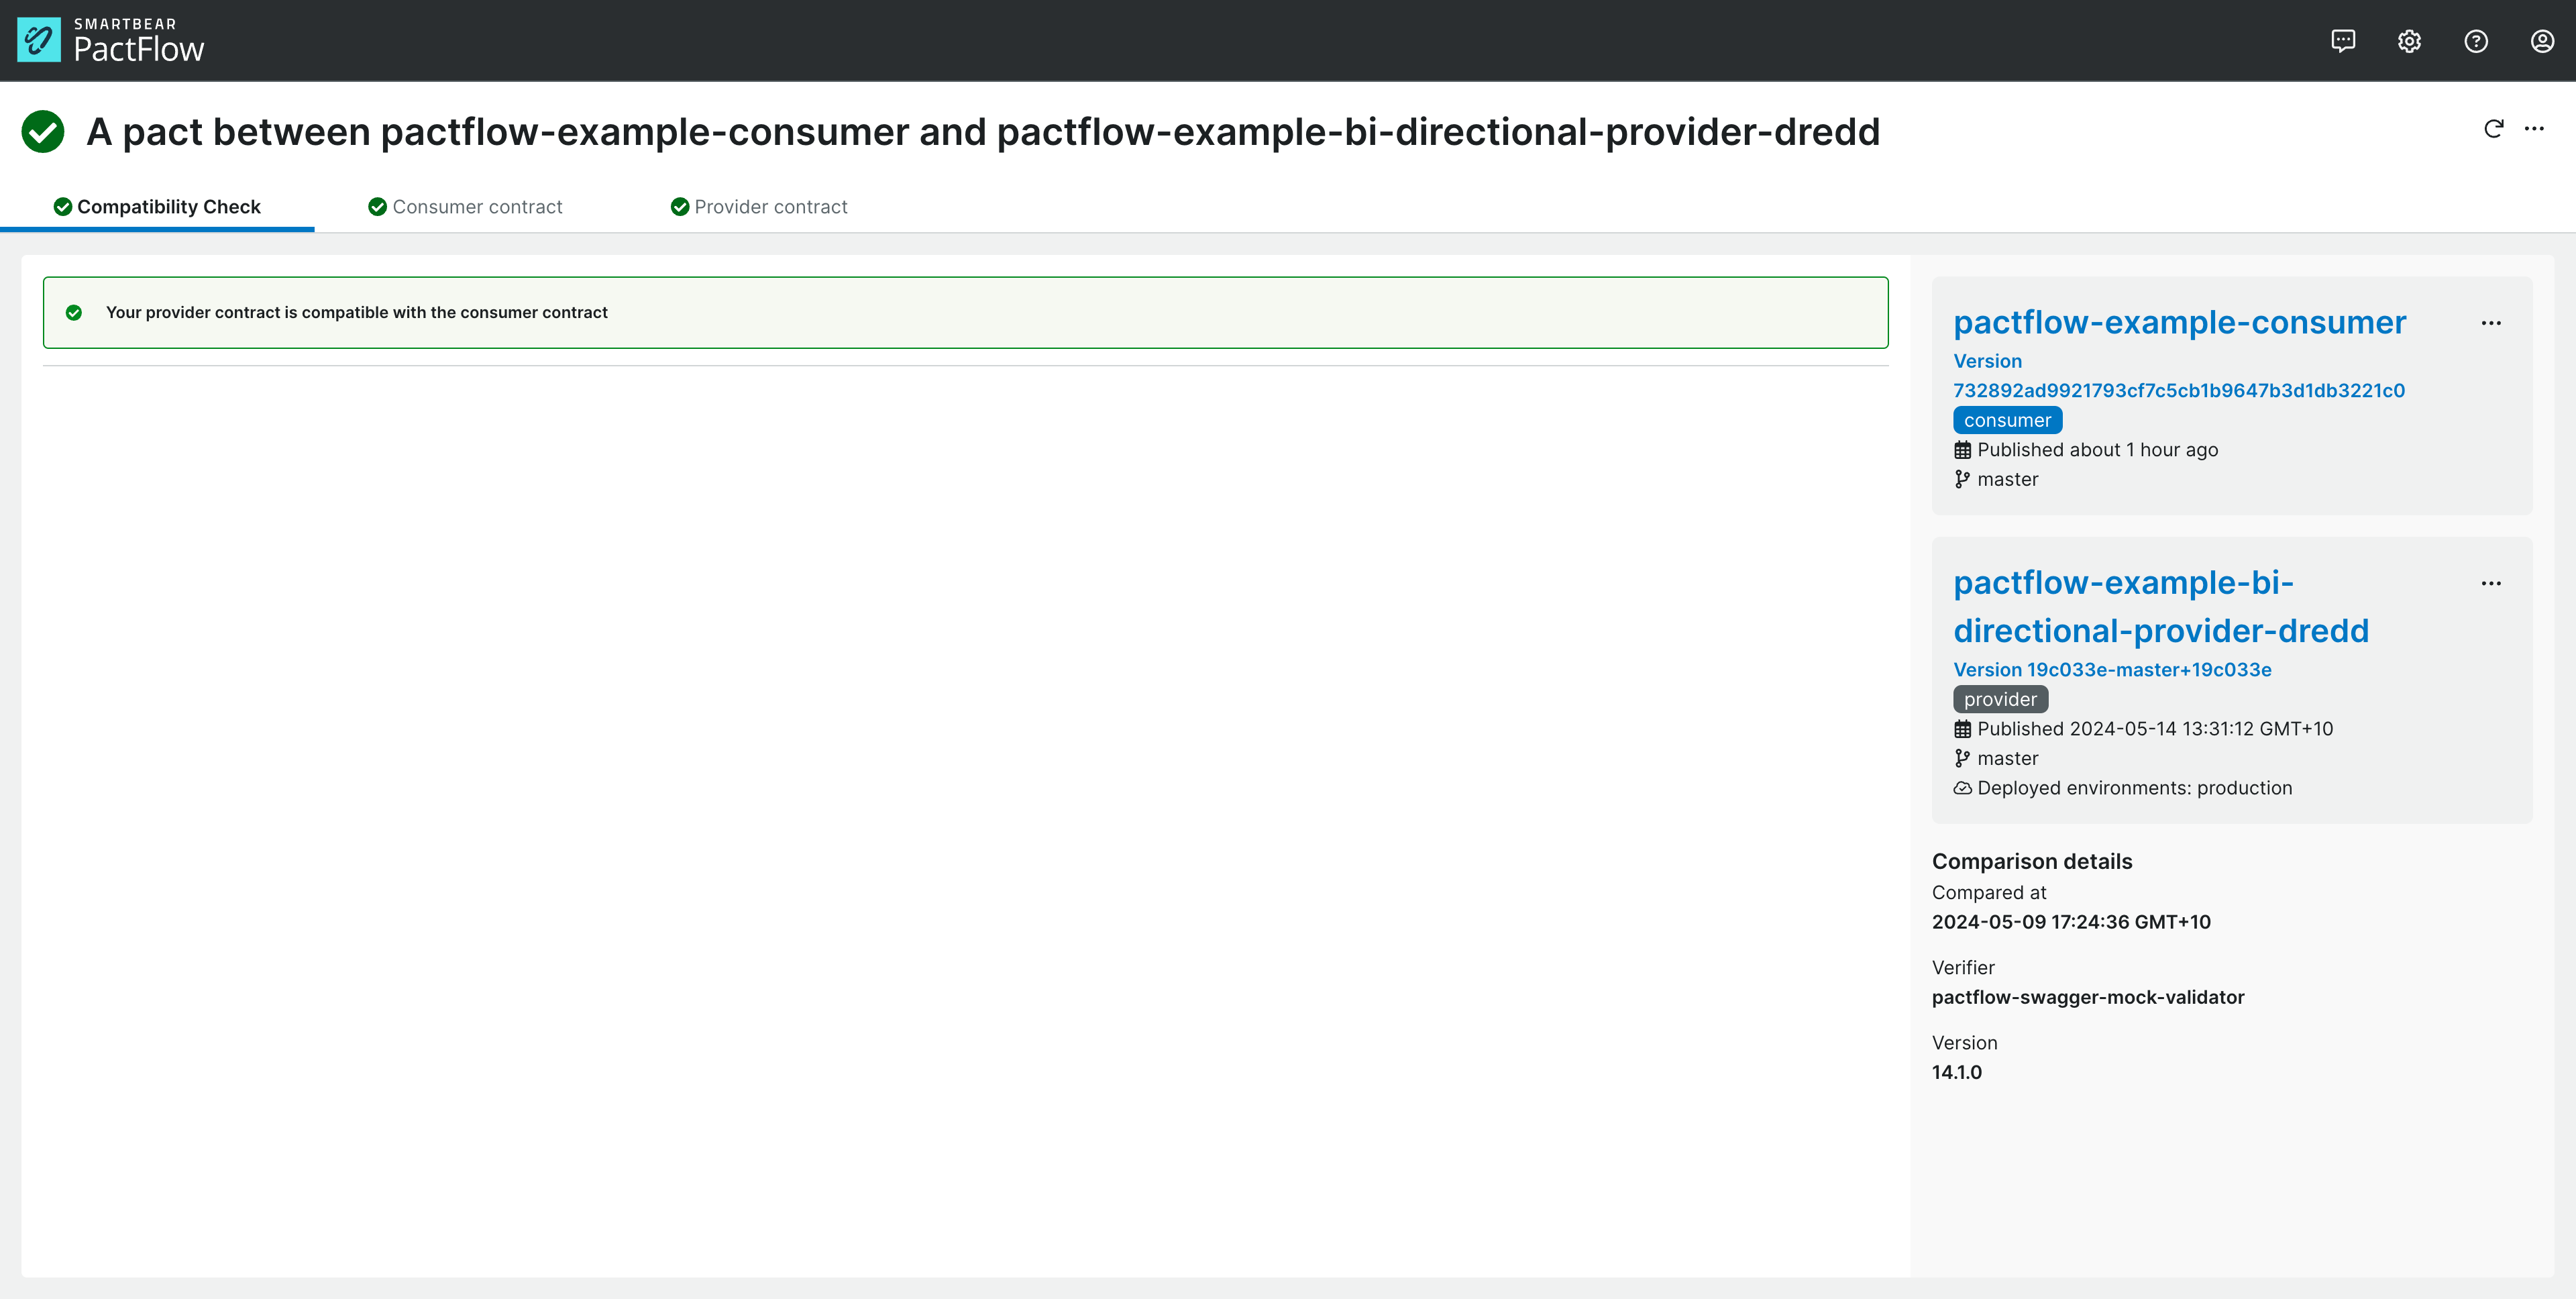 SMARTBEAR
PactFlow
A pact between pactflow-example-consumer and pactflow-example-bi-directional-provider-dredd
Compatibility Check
Consumer contract
Provider contract
Your provider contract is compatible with the consumer contract
pactflow-example-consumer
Version
732892ad9921793cf7c5cb1b9647b3d1db3221c0
consumer
Published about 1 hour ago
master
pactflow-example-bi-
directional-provider-dredd
Version 19c033e-master+19c033e
provider
Published 2024-05-14 13:31:12 GMT+10
master
Deployed environments: production
Comparison details
Compared at
2024-05-09 17:24:36 GMT+10
Verifier
pactflow-swagger-mock-validator
Version
14.1.0